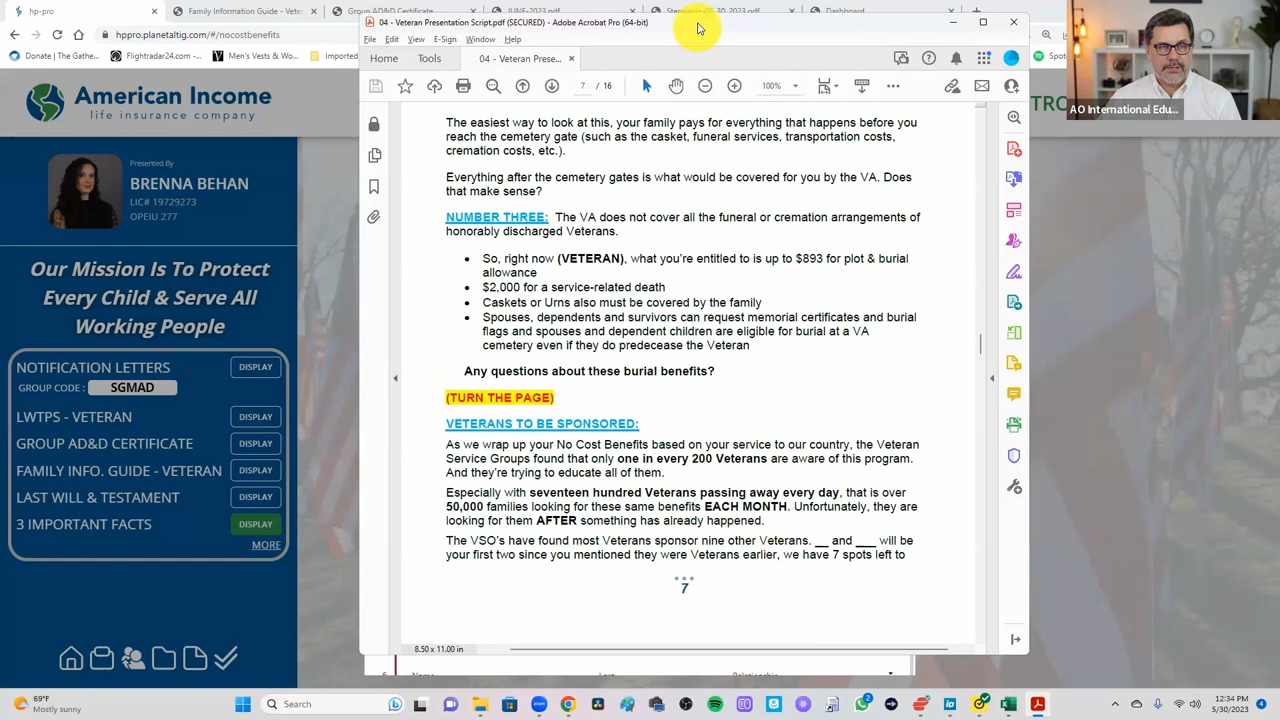 hp-pro
Family Information Guide - Vete
Dashboard
hppro.planetaltig.com/#/nocostbenefits
Donate | The Gathe...
Flightradar24.com -...
04 - Veteran Presentation Script.pdf (SECURED) - Adobe Acrobat Pro (64-bit)
File Edit View E-Sign Window Help
Home Tools 04 - Veteran Prese...
7 / 16 100%
AO International Edu...
American Income
life insurance company
Presented By
BRENNA BEHAN
LIC# 19729273
OPEIU 277
Our Mission Is To Protect
Every Child & Serve All
Working People
NOTIFICATION LETTERS DISPLAY
GROUP CODE : SGMAD
LWTPS - VETERAN DISPLAY
GROUP AD&D CERTIFICATE DISPLAY
FAMILY INFO. GUIDE - VETERAN DISPLAY
LAST WILL & TESTAMENT DISPLAY
3 IMPORTANT FACTS DISPLAY
MORE
The easiest way to look at this, your family pays for everything that happens before you
reach the cemetery gate (such as the casket, funeral services, transportation costs,
cremation costs, etc.).
Everything after the cemetery gates is what would be covered for you by the VA. Does
that make sense?
NUMBER THREE: The VA does not cover all the funeral or cremation arrangements of
honorably discharged Veterans.
• So, right now (VETERAN), what you're entitled to is up to $893 for plot & burial
allowance
• $2,000 for a service-related death
• Caskets or Urns also must be covered by the family
• Spouses, dependents and survivors can request memorial certificates and burial
flags and spouses and dependent children are eligible for burial at a VA
cemetery even if they do predecease the Veteran
Any questions about these burial benefits?
(TURN THE PAGE)
VETERANS TO BE SPONSORED:
As we wrap up your No Cost Benefits based on your service to our country, the Veteran
Service Groups found that only one in every 200 Veterans are aware of this program.
And they're trying to educate all of them.
Especially with seventeen hundred Veterans passing away every day, that is over
50,000 families looking for these same benefits EACH MONTH. Unfortunately, they are
looking for them AFTER something has already happened.
The VSO's have found most Veterans sponsor nine other Veterans. __ and ___ will be
your first two since you mentioned they were Veterans earlier, we have 7 spots left to
7
8.50 x 11.00 in
69°F
Mostly sunny
Search
12:34 PM
5/30/2023